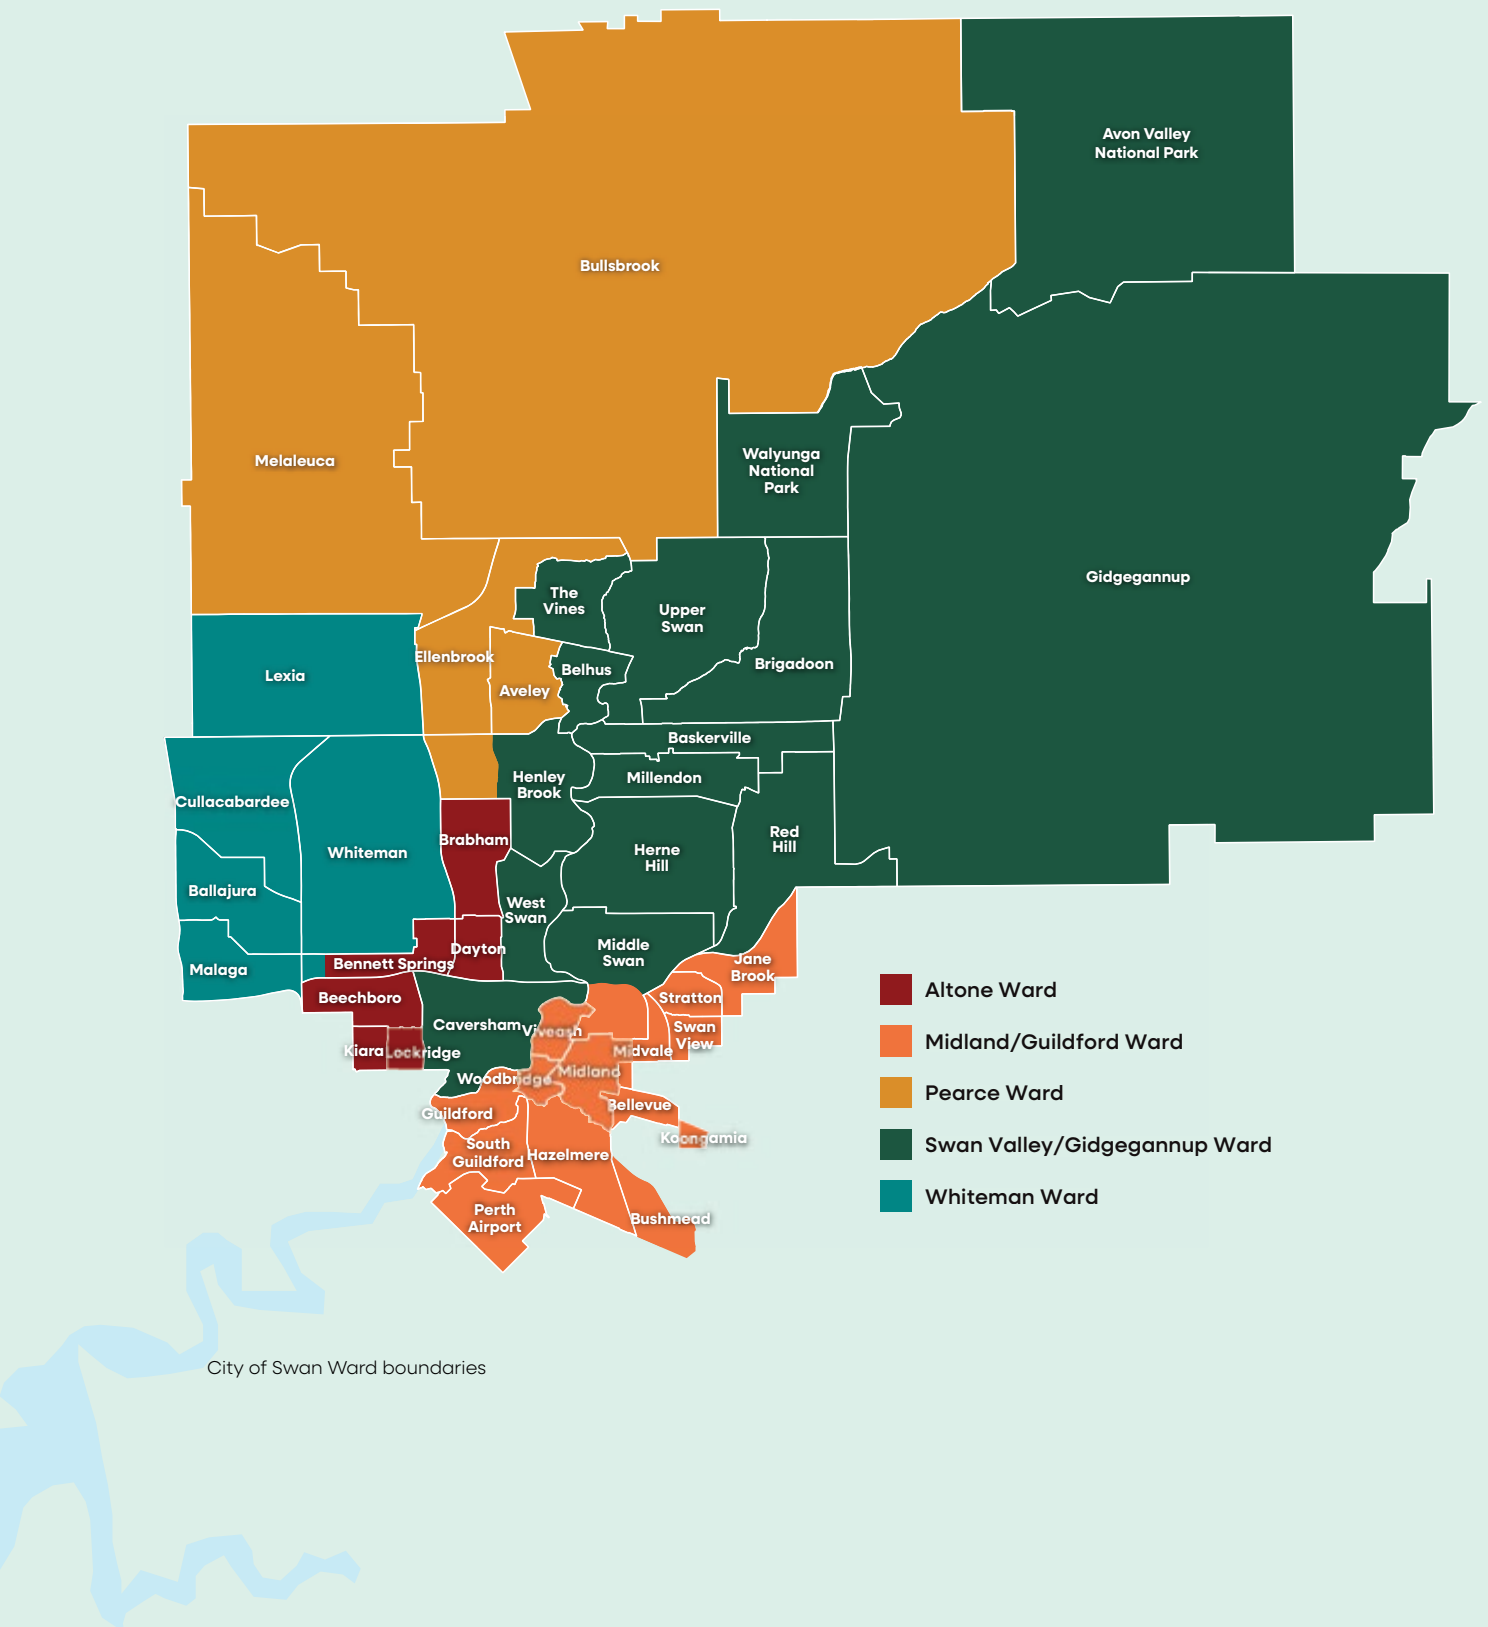 Avon Valley
National Park
Bullsbrook
Walyunga
National
Park
Melaleuca
Gidgegannup
The
Vines
Upper
Swan
Ellenbrook
Belhus
Brigadoon
Lexia
Aveley
Baskerville
Henley
Brook
Millendon
Cullacabardee
Brabham
Red
Hill
Whiteman
Herne
Hill
Ballajura
West
Swan
Dayton
Middle
Swan
Bennett Springs
Malaga
Jane
Brook
Beechboro
Stratton
Caversham
Viveash
Swan
View
Kiara
Lockridge
Midvale
Woodbridge
Midland
Guildford
Bellevue
Koongamia
South
Guildford
Hazelmere
Perth
Airport
Bushmead
Altone Ward
Midland/Guildford Ward
Pearce Ward
Swan Valley/Gidgegannup Ward
Whiteman Ward
City of Swan Ward boundaries